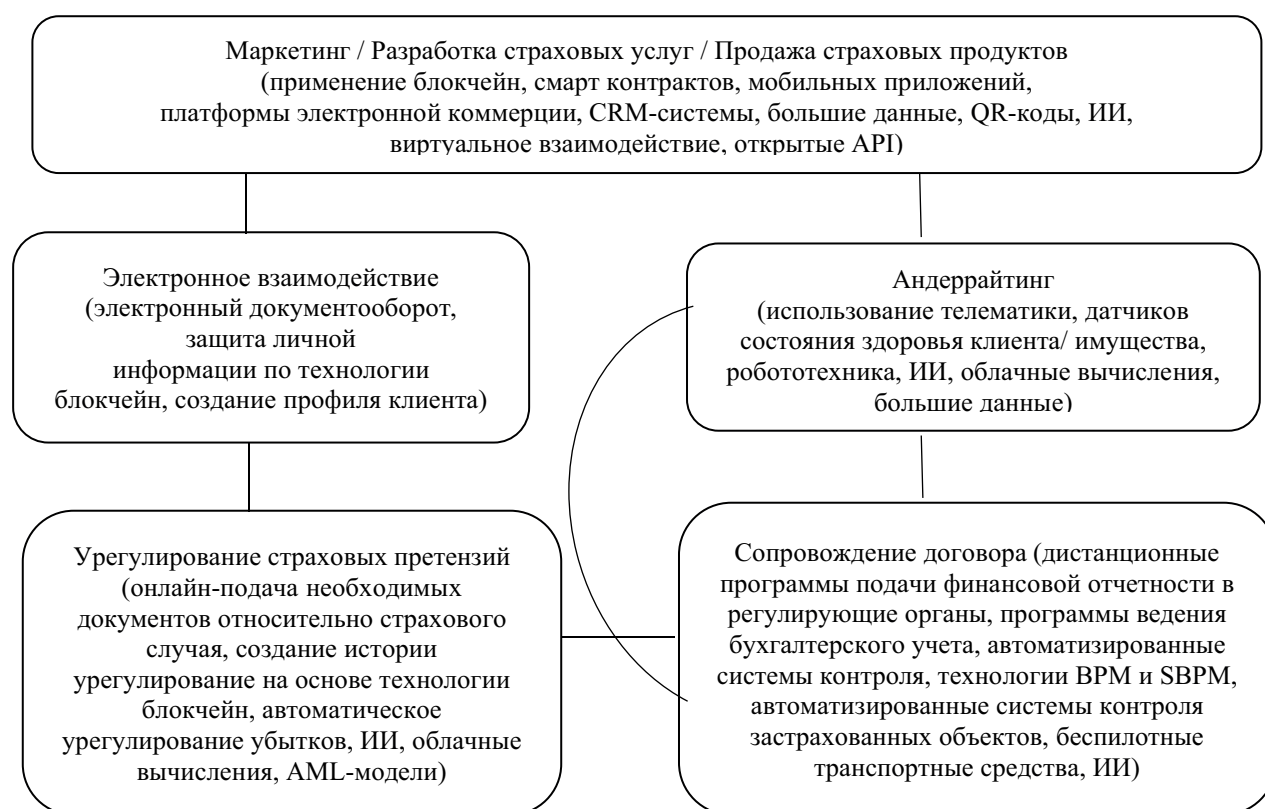 Маркетинг / Разработка страховых услуг / Продажа страховых продуктов
(применение блокчейн, смарт контрактов, мобильных приложений,
платформы электронной коммерции, CRM-системы, большие данные, QR-коды, ИИ,
виртуальное взаимодействие, открытые API)
Электронное взаимодействие
(электронный документооборот,
защита личной
информации по технологии
блокчейн, создание профиля клиента)
Андеррайтинг
(использование телематики, датчиков
состояния здоровья клиента/ имущества,
робототехника, ИИ, облачные вычисления,
большие данные)
Урегулирование страховых претензий
(онлайн-подача необходимых
документов относительно страхового
случая, создание истории
урегулирование на основе технологии
блокчейн, автоматическое
урегулирование убытков, ИИ, облачные
вычисления, AML-модели)
Сопровождение договора (дистанционные
программы подачи финансовой отчетности в
регулирующие органы, программы ведения
бухгалтерского учета, автоматизированные
системы контроля, технологии BPM и SBPM,
автоматизированные системы контроля
застрахованных объектов, беспилотные
транспортные средства, ИИ)